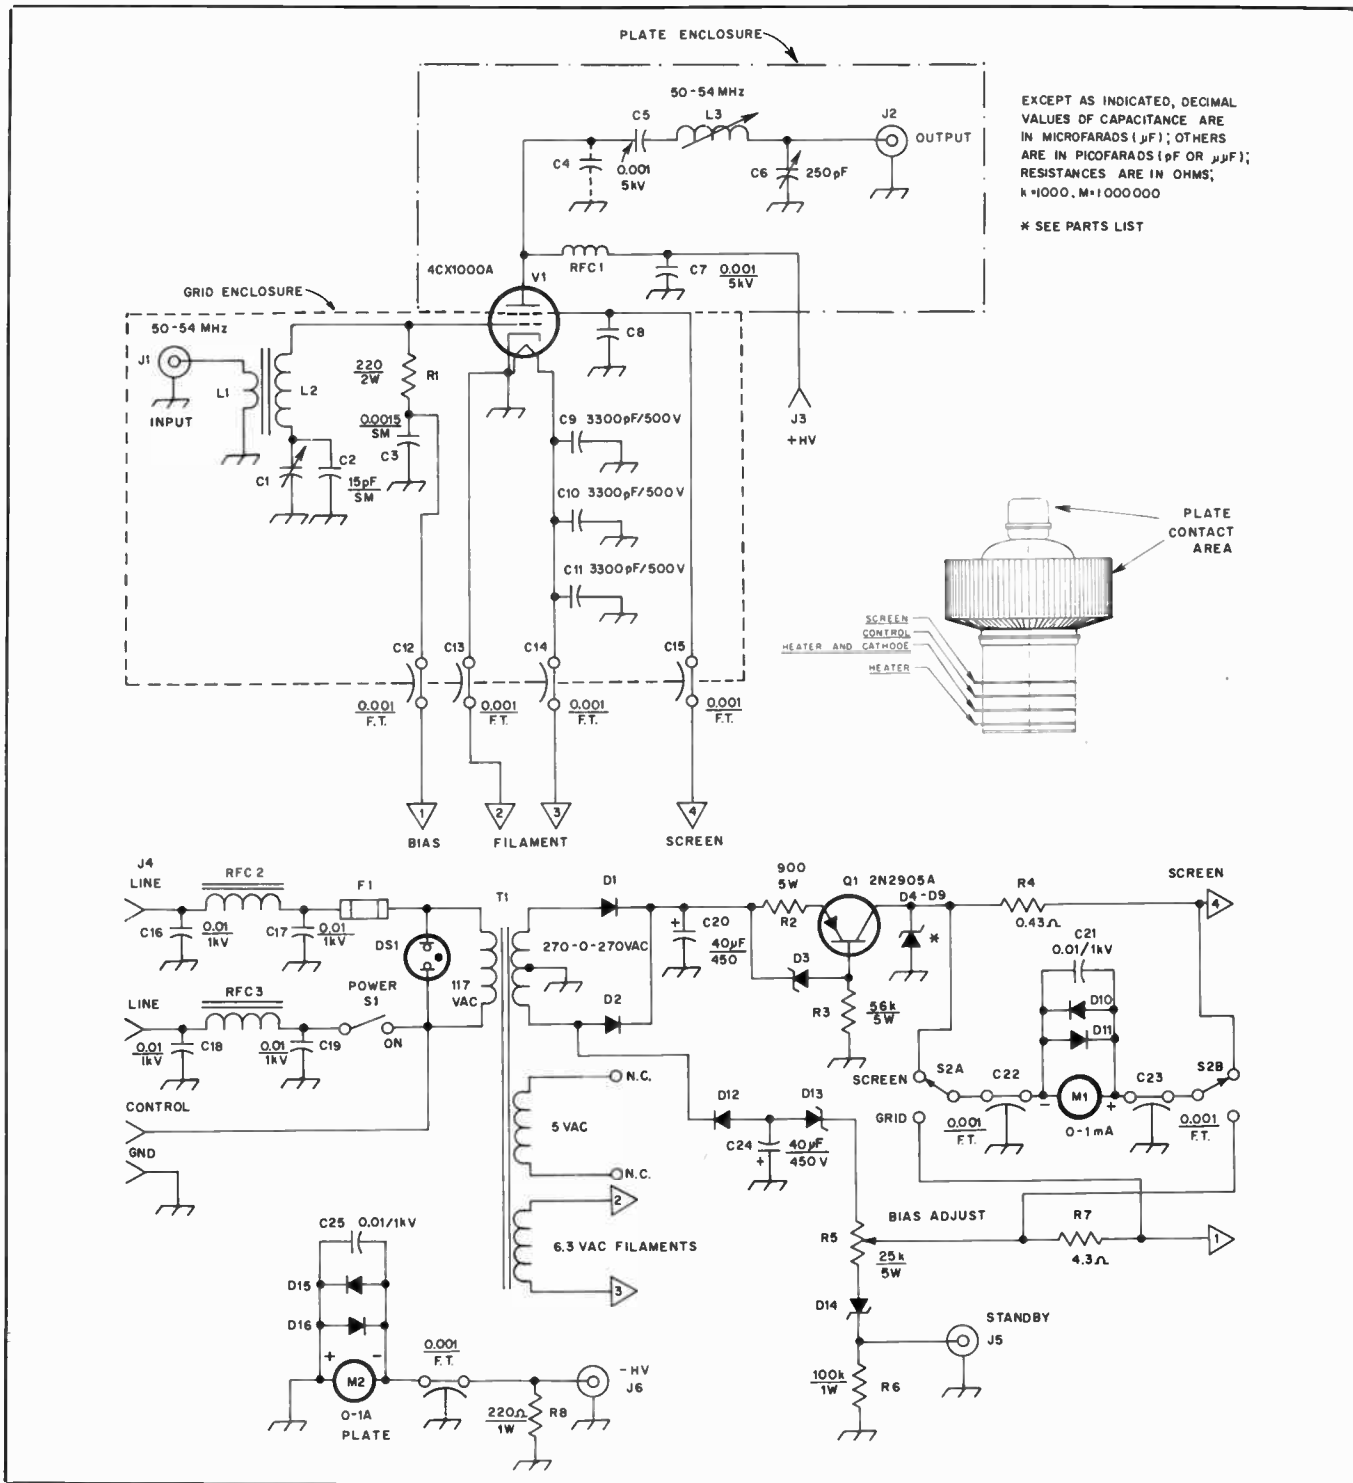 PLATE ENCLOSURE
50-54 MHz
C5
L3
J2
OUTPUT
C4
0.001
5kV
C6
250pF
EXCEPT AS INDICATED, DECIMAL
VALUES OF CAPACITANCE ARE
IN MICROFARADS (µF); OTHERS
ARE IN PICOFARADS (pF OR µµF);
RESISTANCES ARE IN OHMS;
k=1000, M=1000000
* SEE PARTS LIST
4CX1000A
V1
RFC1
C7
0.001
5kV
GRID ENCLOSURE
50-54 MHz
J1
INPUT
L1
L2
220
2W
R1
C8
0.0015
SM
C3
C1
C2
15pF
SM
C9 3300pF/500V
C10 3300pF/500V
C11 3300pF/500V
J3
+HV
PLATE
CONTACT
AREA
SCREEN
CONTROL
HEATER AND CATHODE
HEATER
C12
C13
C14
C15
0.001
F.T.
0.001
F.T.
0.001
F.T.
0.001
F.T.
1
2
3
4
BIAS
FILAMENT
SCREEN
J4
LINE
RFC2
F1
C16
0.01
1kV
C17
0.01
1kV
DS1
T1
117
VAC
270-0-270VAC
D1
D2
C20
40µF
450
900
5W
R2
Q1 2N2905A
D4-D9
*
D3
R3
56k
5W
R4
0.43Ω
SCREEN
4
C21
0.01/1kV
D10
D11
LINE
RFC3
POWER
S1
ON
0.01
1kV
C18
0.01
1kV
C19
CONTROL
GND
N.C.
5 VAC
N.C.
2
6.3 VAC FILAMENTS
3
SCREEN
S2A
C22
- M1 +
0-1mA
C23
S2B
GRID
0.001
F.T.
0.001
F.T.
D12
D13
C24
40µF
450V
R5
25k
5W
BIAS ADJUST
R7
4.3Ω
1
D14
STANDBY
J5
100k
1W
R6
C25
0.01/1kV
D15
D16
+ M2 -
0-1A
PLATE
0.001
F.T.
-HV
J6
220Ω
1W
R8